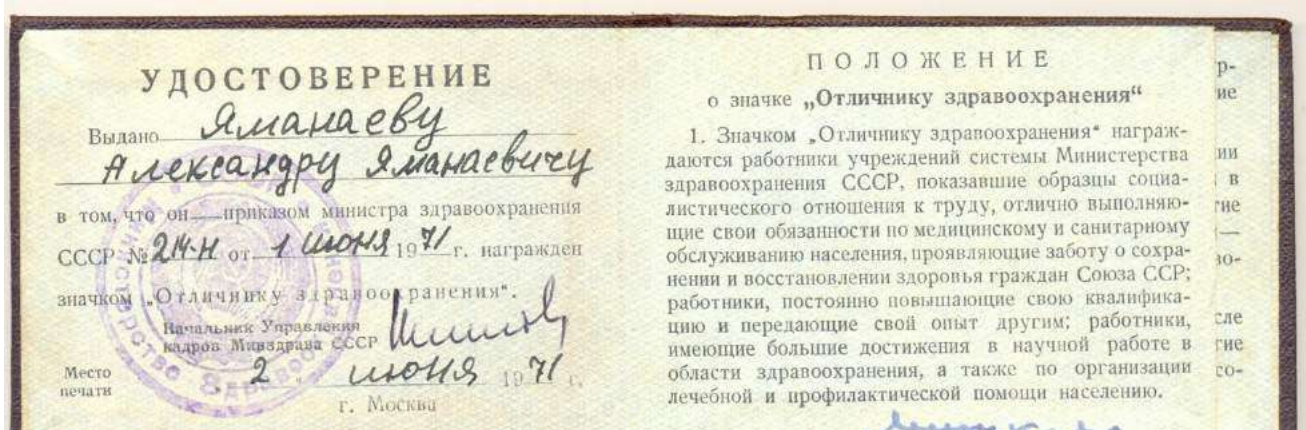 УДОСТОВЕРЕНИЕ
Выдано Яманаеву
Александру Яманаевичу
в том, что он приказом министра здравоохранения
СССР № 214-Н от 1 июня 1971 г. награжден
значком „Отличнику здравоохранения“.
Начальник Управления
кадров Минздрава СССР
Место
печати
2 июня 1971 г.
г. Москва
ПОЛОЖЕНИЕ
о значке „Отличнику здравоохранения“
1. Значком „Отличнику здравоохранения“ награж-
даются работники учреждений системы Министерства
здравоохранения СССР, показавшие образцы социа-
листического отношения к труду, отлично выполняю-
щие свои обязанности по медицинскому и санитарному
обслуживанию населения, проявляющие заботу о сохра-
нении и восстановлении здоровья граждан Союза ССР;
работники, постоянно повышающие свою квалифика-
цию и передающие свой опыт другим; работники,
имеющие большие достижения в научной работе в
области здравоохранения, а также по организации
лечебной и профилактической помощи населению.